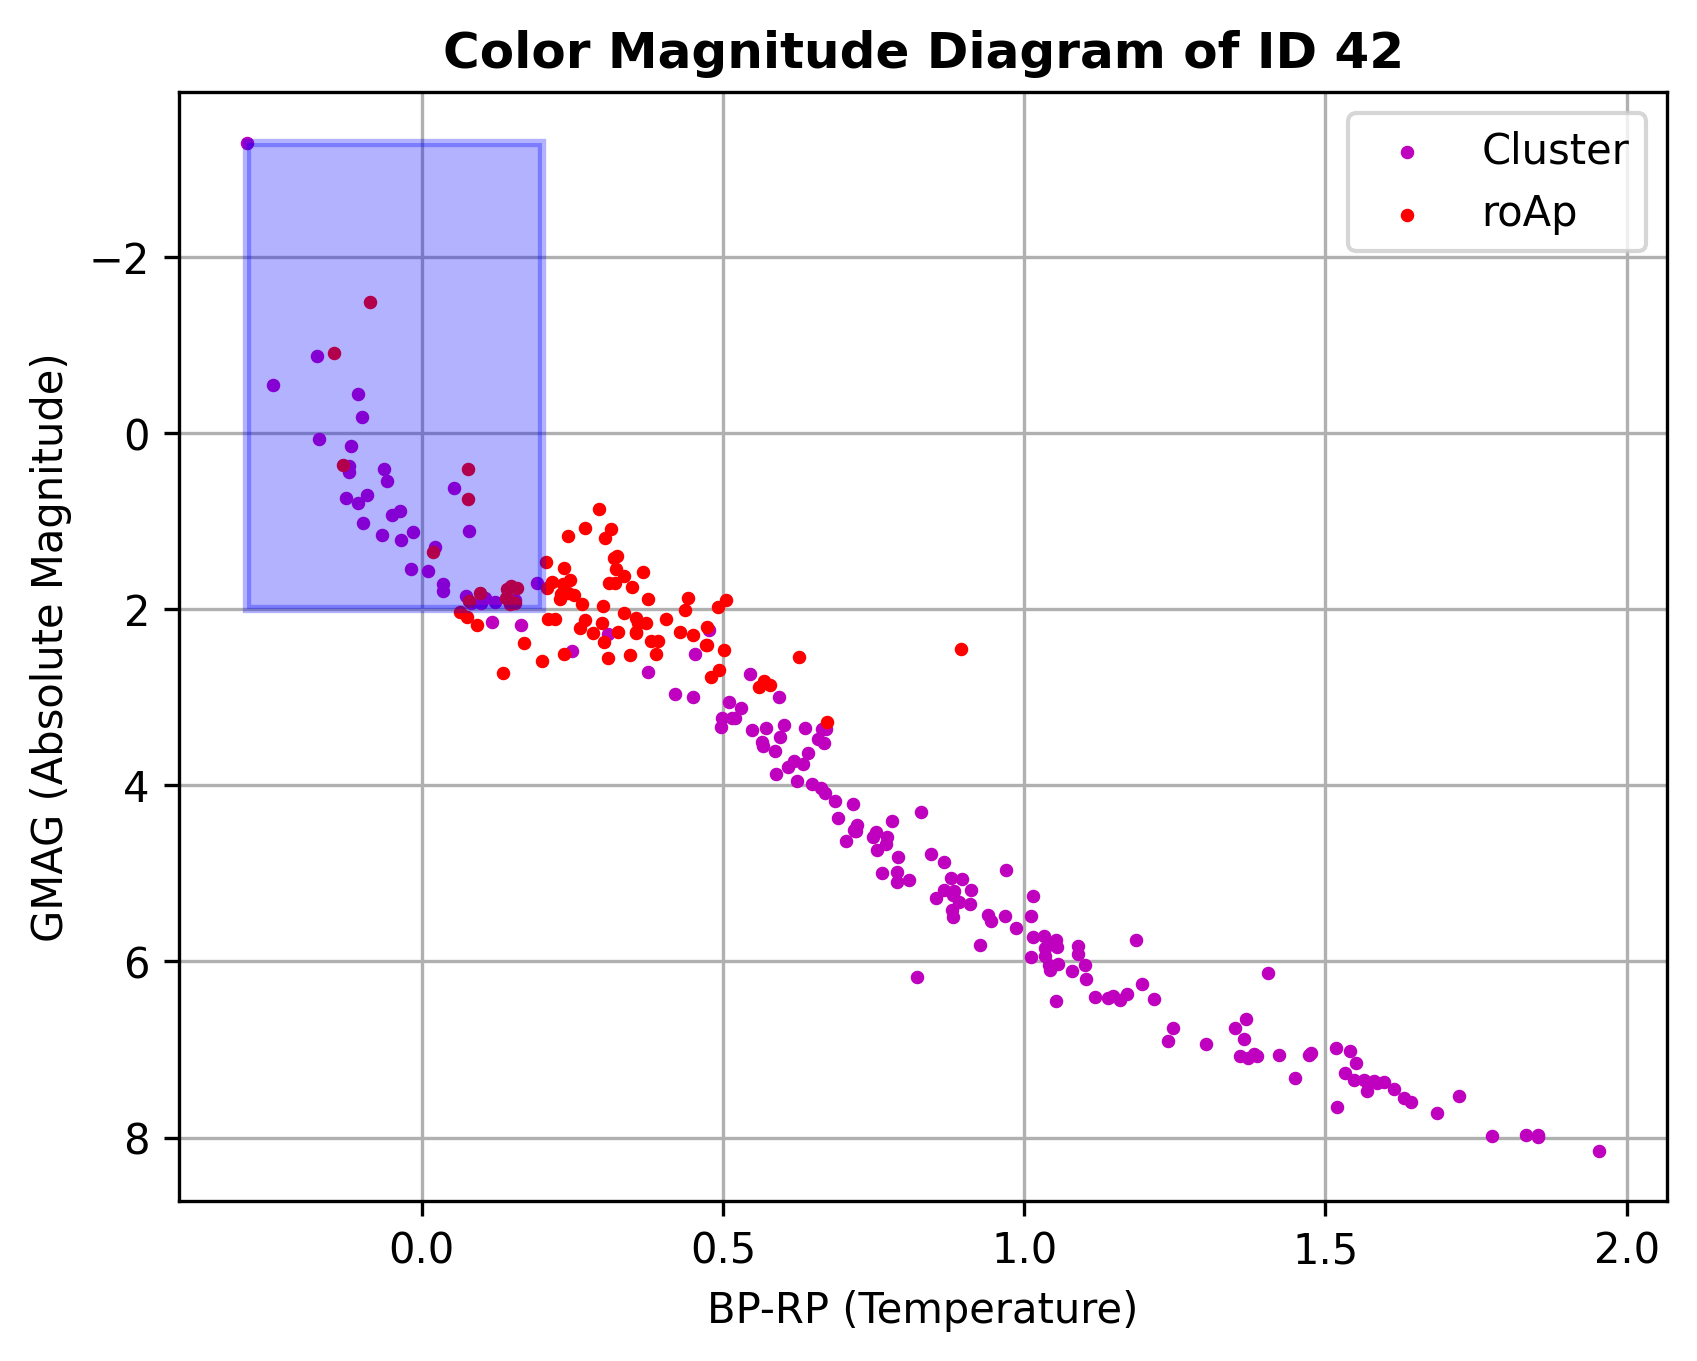 Color Magnitude Diagram of ID 42
Cluster
roAp
GMAG (Absolute Magnitude)
−2
0
2
4
6
8
0.0 0.5 1.0 1.5 2.0
BP-RP (Temperature)